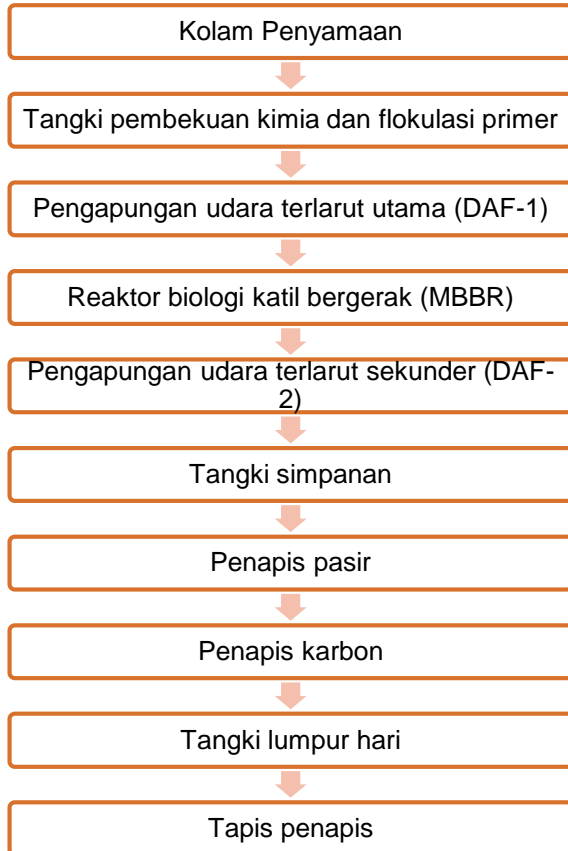 Kolam Penyamaan
Tangki pembekuan kimia dan flokulasi primer
Pengapungan udara terlarut utama (DAF-1)
Reaktor biologi katil bergerak (MBBR)
Pengapungan udara terlarut sekunder (DAF-
2)
Tangki simpanan
Penapis pasir
Penapis karbon
Tangki lumpur hari
Tapis penapis